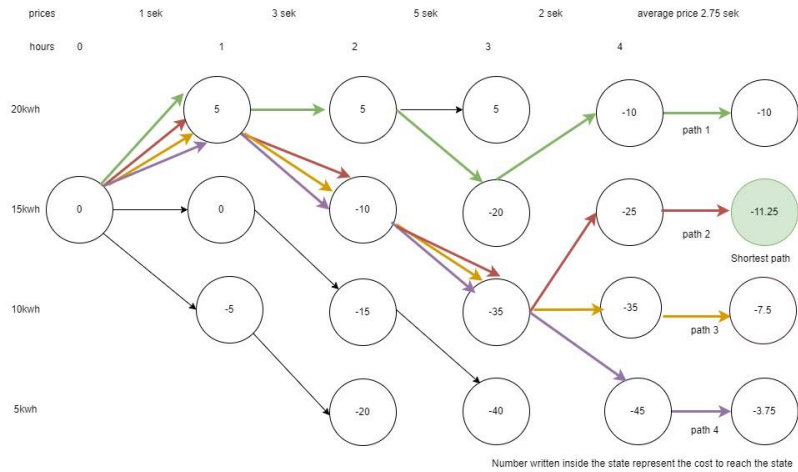 prices 1 sek 3 sek 5 sek 2 sek average price 2.75 sek
hours 0 1 2 3 4
20kwh 5 5 5 -10 -10
path 1
15kwh 0 0 -10 -20 -25 -11.25
path 2
Shortest path
10kwh -5 -15 -35 -35 -7.5
path 3
5kwh -20 -40 -45 -3.75
path 4
Number written inside the state represent the cost to reach the state